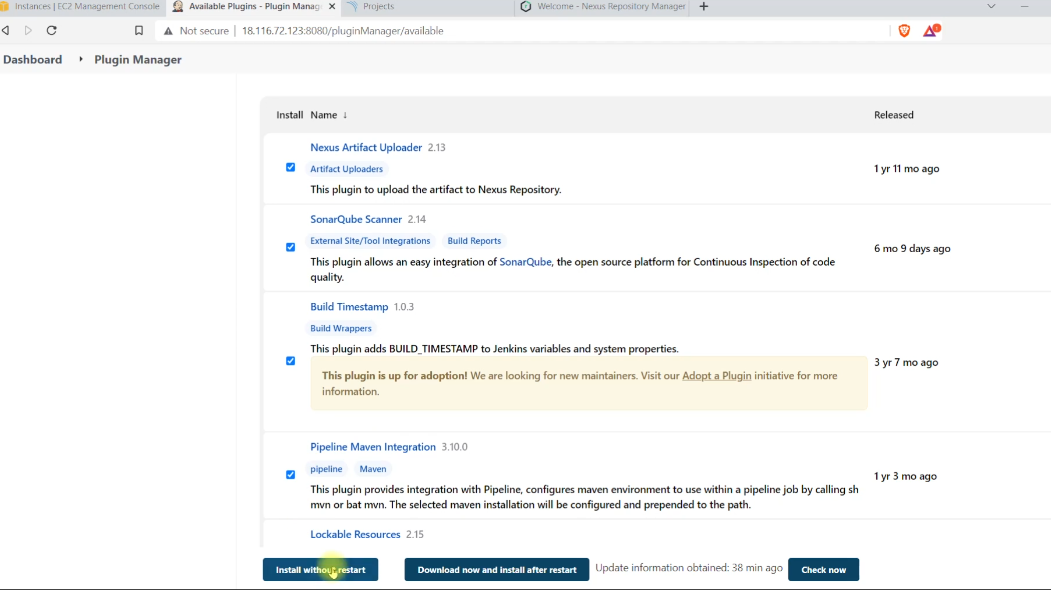 Instances | EC2 Management Console
Available Plugins - Plugin Manag
Projects
Welcome - Nexus Repository Manager
Not secure | 18.116.72.123:8080/pluginManager/available
Dashboard
Plugin Manager
Install Name ↓ Released
Nexus Artifact Uploader 2.13
Artifact Uploaders
1 yr 11 mo ago
This plugin to upload the artifact to Nexus Repository.
SonarQube Scanner 2.14
External Site/Tool Integrations Build Reports
6 mo 9 days ago
This plugin allows an easy integration of SonarQube, the open source platform for Continuous Inspection of code
quality.
Build Timestamp 1.0.3
Build Wrappers
This plugin adds BUILD_TIMESTAMP to Jenkins variables and system properties.
3 yr 7 mo ago
This plugin is up for adoption! We are looking for new maintainers. Visit our Adopt a Plugin initiative for more
information.
Pipeline Maven Integration 3.10.0
pipeline Maven
1 yr 3 mo ago
This plugin provides integration with Pipeline, configures maven environment to use within a pipeline job by calling sh
mvn or bat mvn. The selected maven installation will be configured and prepended to the path.
Lockable Resources 2.15
Install without restart
Download now and install after restart
Update information obtained: 38 min ago
Check now